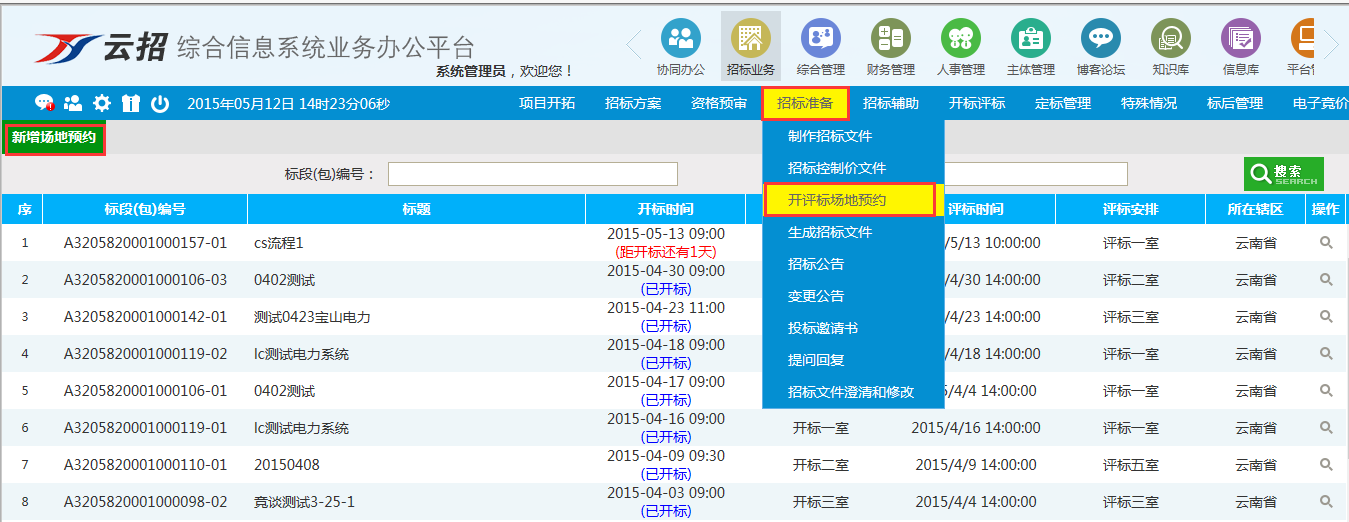 云招 综合信息系统业务办公平台
系统管理员，欢迎您！
协同办公 招标业务 综合管理 财务管理 人事管理 主体管理 博客论坛 知识库 信息库 平台
2015年05月12日 14时23分06秒 项目开拓 招标方案 资格预审 招标准备 招标辅助 开标评标 定标管理 特殊情况 标后管理 电子竞价
新增场地预约
制作招标文件
招标控制价文件
开评标场地预约
生成招标文件
招标公告
变更公告
投标邀请书
提问回复
招标文件澄清和修改
标段(包)编号： 搜索
SEARCH
序 标段(包)编号 标题 开标时间 评标时间 评标安排 所在辖区 操作
1 A3205820001000157-01 cs流程1 2015-05-13 09:00 /5/13 10:00:00 评标一室 云南省
(距开标还有1天)
2 A3205820001000106-03 0402测试 2015-04-30 09:00 /4/30 14:00:00 评标二室 云南省
(已开标)
3 A3205820001000142-01 测试0423宝山电力 2015-04-23 11:00 /4/23 14:00:00 评标三室 云南省
(已开标)
4 A3205820001000119-02 lc测试电力系统 2015-04-18 09:00 /4/18 14:00:00 评标一室 云南省
(已开标)
5 A3205820001000106-01 0402测试 2015-04-17 09:00 /4/4 14:00:00 评标一室 云南省
(已开标)
6 A3205820001000119-01 lc测试电力系统 2015-04-16 09:00 开标一室 2015/4/16 14:00:00 评标一室 云南省
(已开标)
7 A3205820001000110-01 20150408 2015-04-09 09:30 开标二室 2015/4/9 14:00:00 评标五室 云南省
(已开标)
8 A3205820001000098-02 竞谈测试3-25-1 2015-04-03 09:00 开标三室 2015/4/4 14:00:00 评标三室 云南省
(已开标)